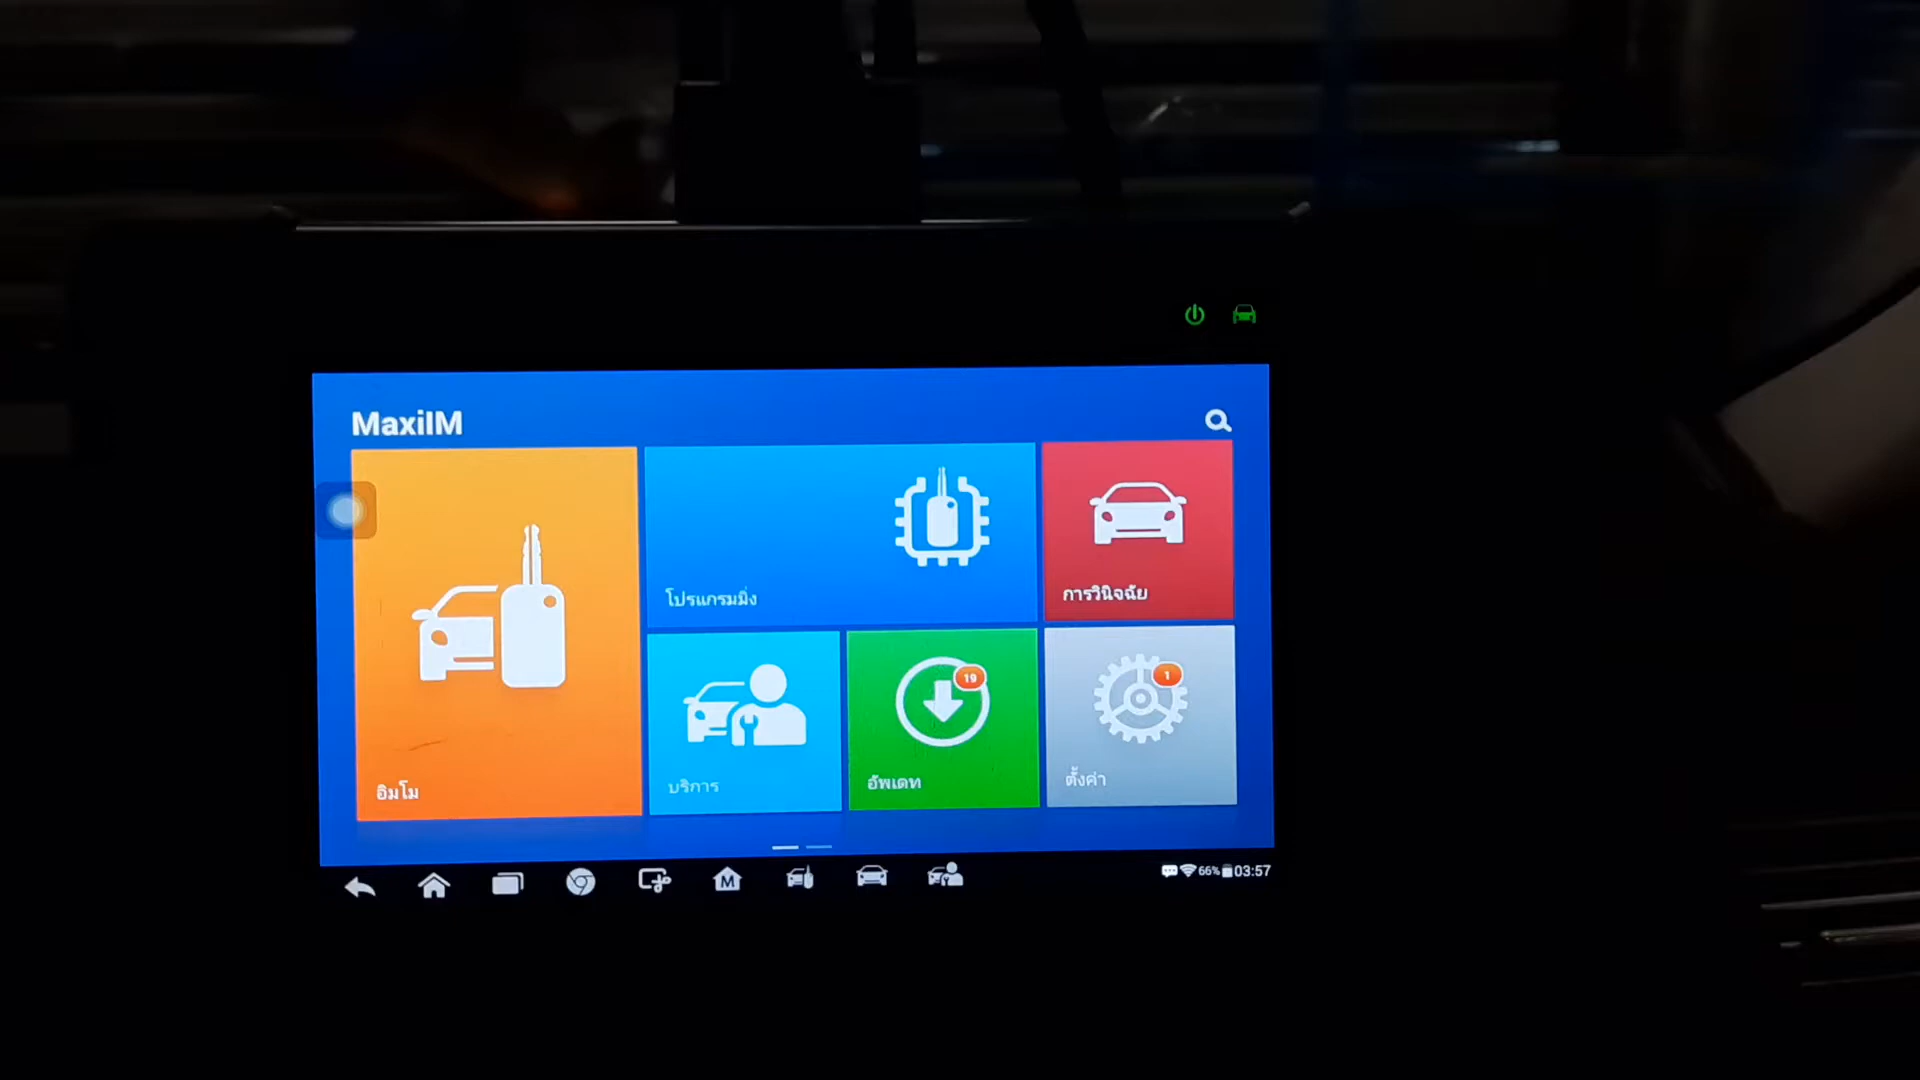 MaxiIM
โปรแกรมมิ่ง
การวินิจฉัย
อิมโม
บริการ
19
อัพเดท
1
ตั้งค่า
M
66%
03:57